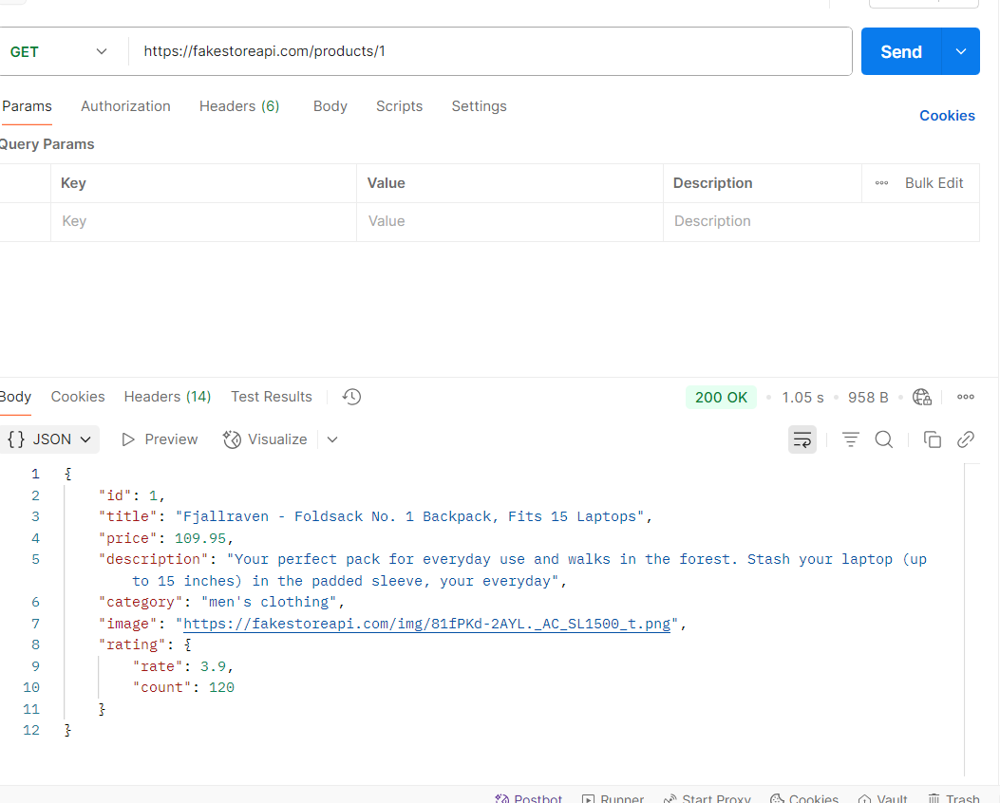 GET https://fakestoreapi.com/products/1 Send
Params Authorization Headers (6) Body Scripts Settings Cookies
Query Params
Key Value Description Bulk Edit
Key Value Description
Body Cookies Headers (14) Test Results 200 OK 1.05 s 958 B
{} JSON Preview Visualize
1 {
2 "id": 1,
3 "title": "Fjallraven - Foldsack No. 1 Backpack, Fits 15 Laptops",
4 "price": 109.95,
5 "description": "Your perfect pack for everyday use and walks in the forest. Stash your laptop (up
to 15 inches) in the padded sleeve, your everyday",
6 "category": "men's clothing",
7 "image": "https://fakestoreapi.com/img/81fPKd-2AYL._AC_SL1500_t.png",
8 "rating": {
9 "rate": 3.9,
10 "count": 120
11 }
12 }
Postbot Runner Start Proxy Cookies Vault Trash